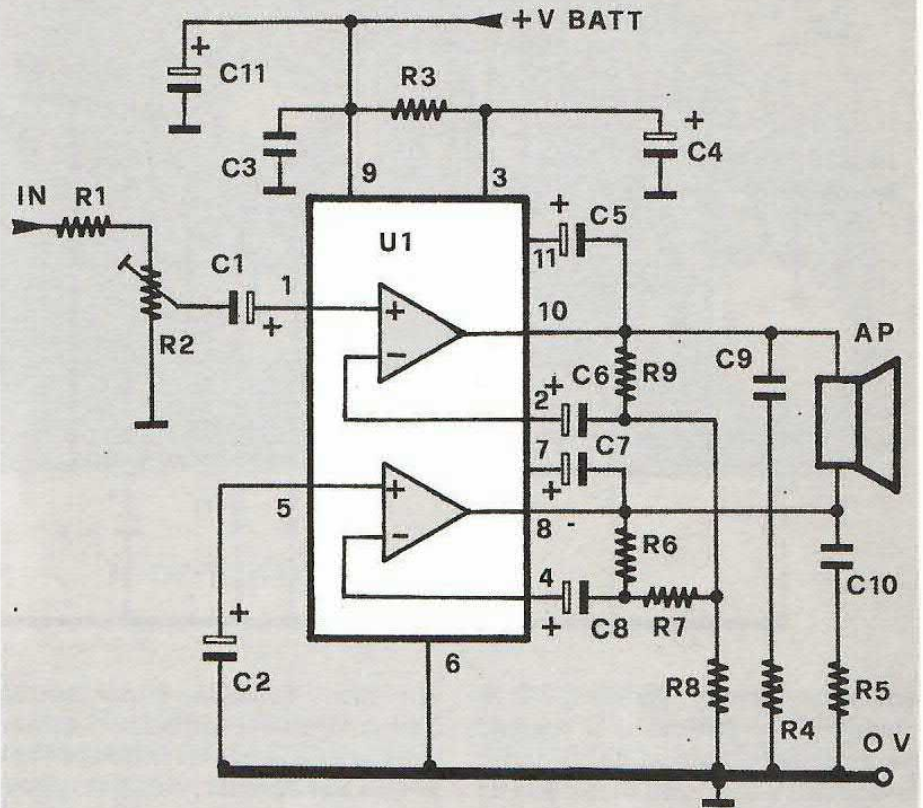 +V BATT
+
C11
R3
C3
+
C4
9
3
IN
R1
U1
+
C5
11
C1
1
+
R2
+
−
10
C9
AP
C6
R9
+
2
7
C7
+
5
+
−
8
R6
C10
4
+
C8
R7
+
C2
6
R8
R4
R5
0 V